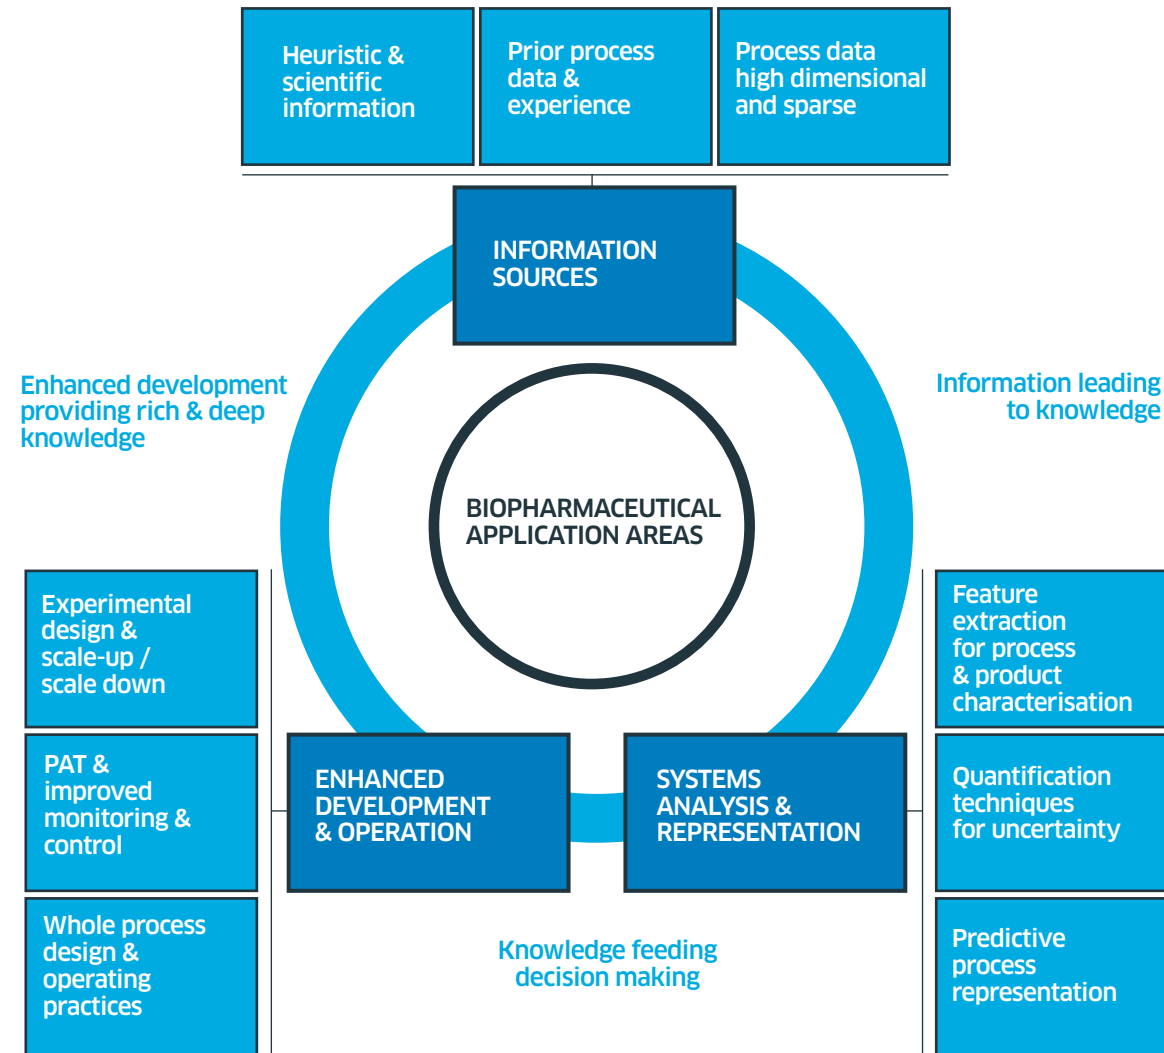 Heuristic &
scientific
information
Prior process
data &
experience
Process data
high dimensional
and sparse
INFORMATION
SOURCES
Enhanced development
providing rich & deep
knowledge
Information leading
to knowledge
BIOPHARMACEUTICAL
APPLICATION AREAS
Experimental
design &
scale-up /
scale down
PAT &
improved
monitoring &
control
Whole process
design &
operating
practices
ENHANCED
DEVELOPMENT
& OPERATION
SYSTEMS
ANALYSIS &
REPRESENTATION
Feature
extraction
for process
& product
characterisation
Quantification
techniques
for uncertainty
Predictive
process
representation
Knowledge feeding
decision making